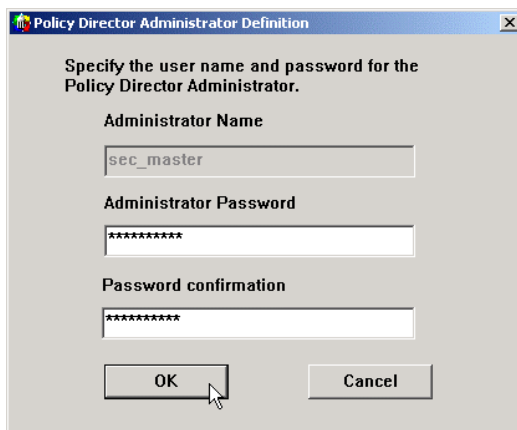 Policy Director Administrator Definition
Specify the user name and password for the
Policy Director Administrator.
Administrator Name
sec_master
Administrator Password
**********
Password confirmation
**********
OK Cancel